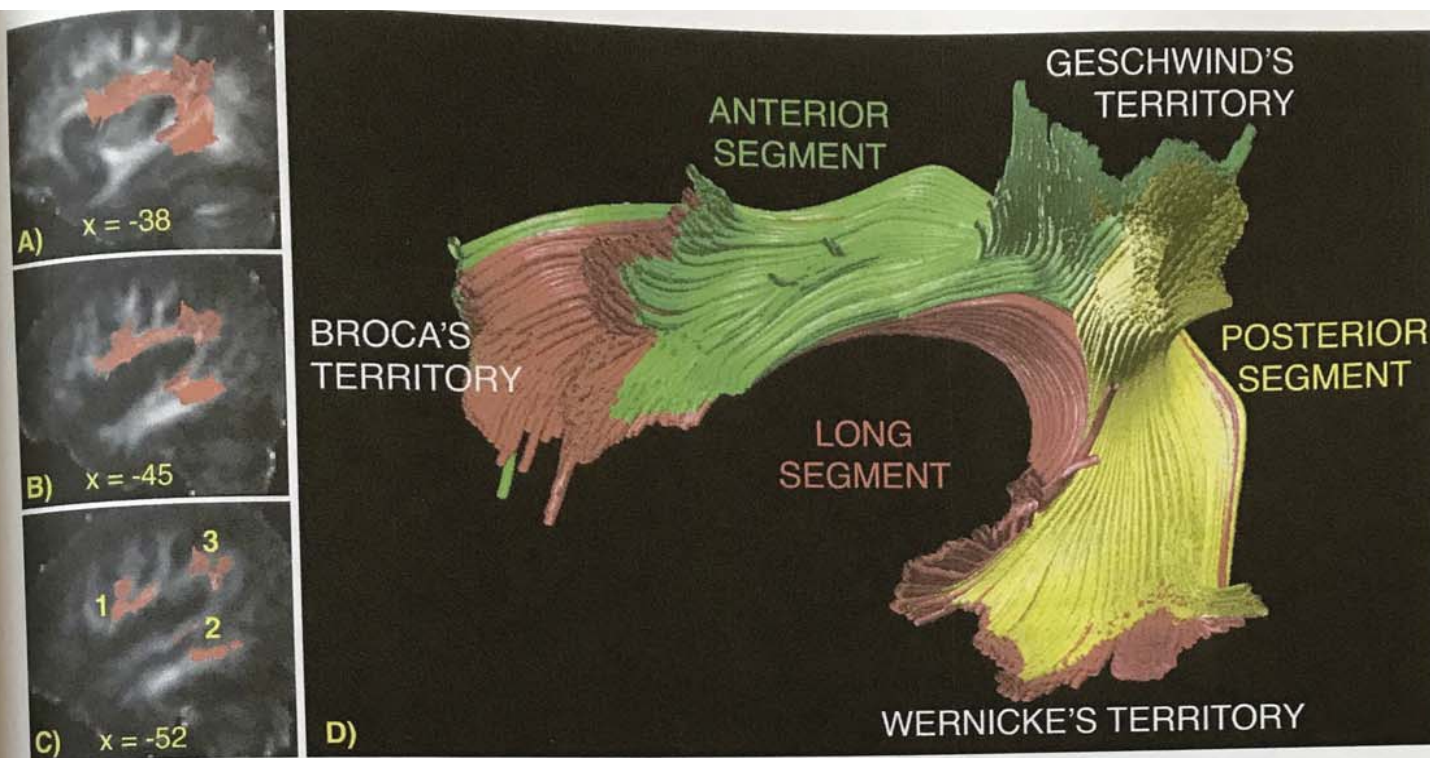 x = -38
A)
x = -45
B)
3
1
2
x = -52
C)
GESCHWIND'S
TERRITORY
ANTERIOR
SEGMENT
BROCA'S
TERRITORY
POSTERIOR
SEGMENT
LONG
SEGMENT
WERNICKE'S TERRITORY
D)